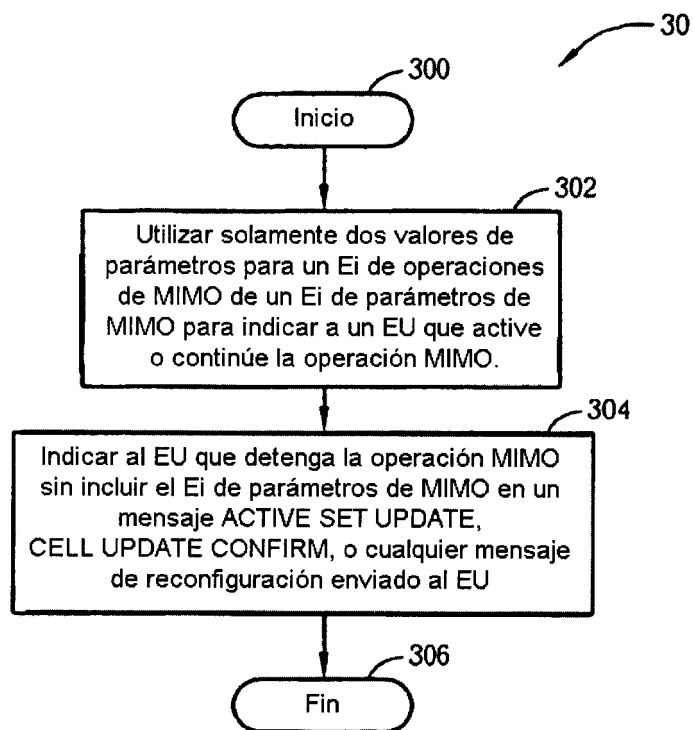 30
300
Inicio
302
Utilizar solamente dos valores de
parámetros para un Ei de operaciones
de MIMO de un Ei de parámetros de
MIMO para indicar a un EU que active
o continúe la operación MIMO.
304
Indicar al EU que detenga la operación MIMO
sin incluir el Ei de parámetros de MIMO en un
mensaje ACTIVE SET UPDATE,
CELL UPDATE CONFIRM, o cualquier mensaje
de reconfiguración enviado al EU
306
Fin